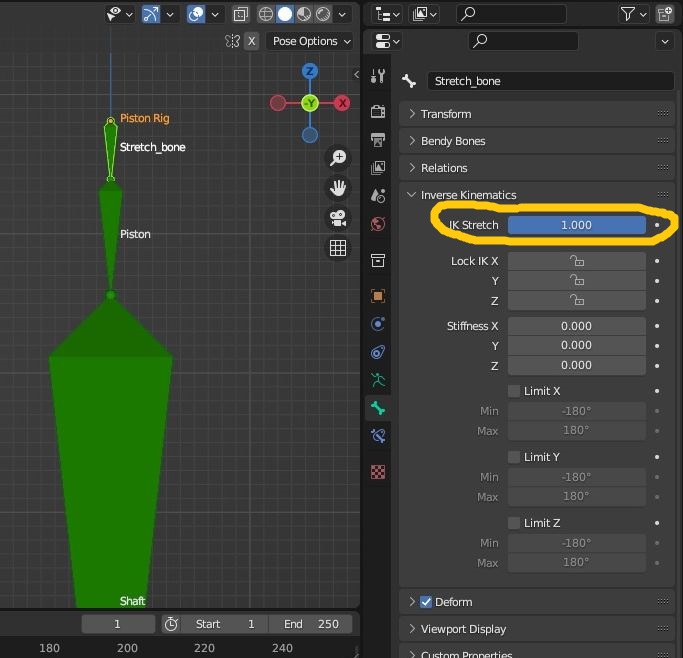 Pose Options
X
Z
-Y
X
Piston Rig
Stretch_bone
Piston
Shaft
1
Start 1
End 250
180 200 220 240
Stretch_bone
Transform
Bendy Bones
Relations
Inverse Kinematics
IK Stretch 1.000
Lock IK X
Y
Z
Stiffness X 0.000
Y 0.000
Z 0.000
Limit X
Min -180°
Max 180°
Limit Y
Min -180°
Max 180°
Limit Z
Min -180°
Max 180°
Deform
Viewport Display
Custom Properties